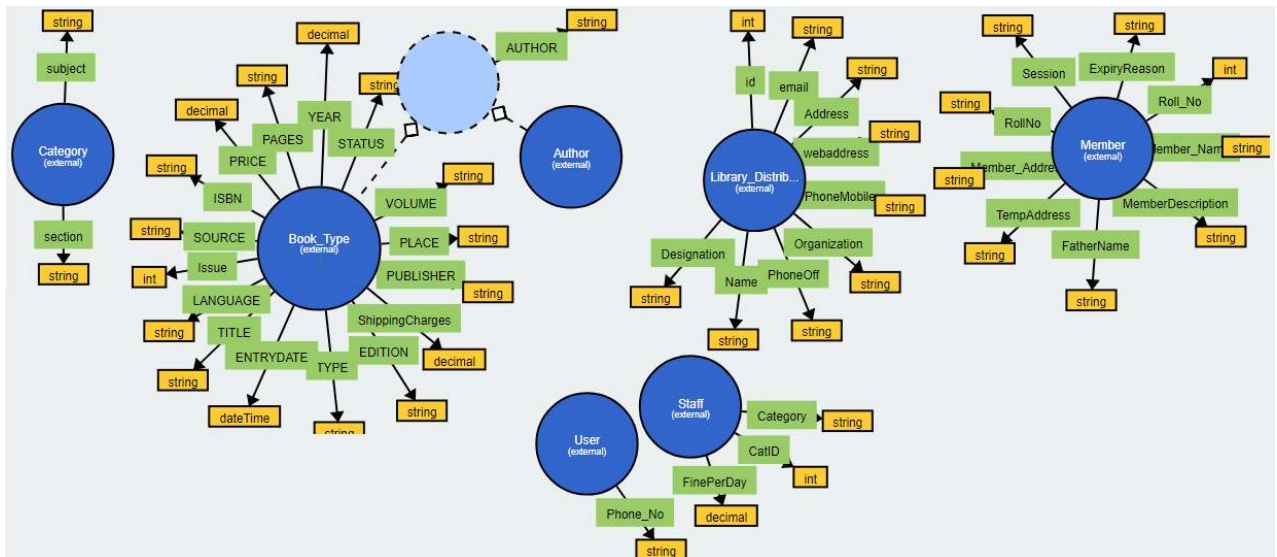 string
subject
Category
(external)
section
string
decimal
string
decimal
string
YEAR
PAGES
STATUS
PRICE
string
ISBN
string
SOURCE
Issue
int
LANGUAGE
string
TITLE
string
ENTRYDATE
dateTime
TYPE
string
EDITION
string
ShippingCharges
decimal
PUBLISHER
string
PLACE
string
VOLUME
string
Book_Type
(external)
AUTHOR
string
Author
(external)
int
id
string
email
string
Address
string
webaddress
string
PhoneMobile
string
Organization
string
PhoneOff
string
Name
string
Designation
string
Library_Distrib...
(external)
string
Session
string
ExpiryReason
int
Roll_No
string
RollNo
Member
(external)
string
Member_Name
Member_Addre
string
TempAddress
string
MemberDescription
string
FatherName
string
Staff
(external)
Category
string
CatID
int
FinePerDay
decimal
User
(external)
Phone_No
string